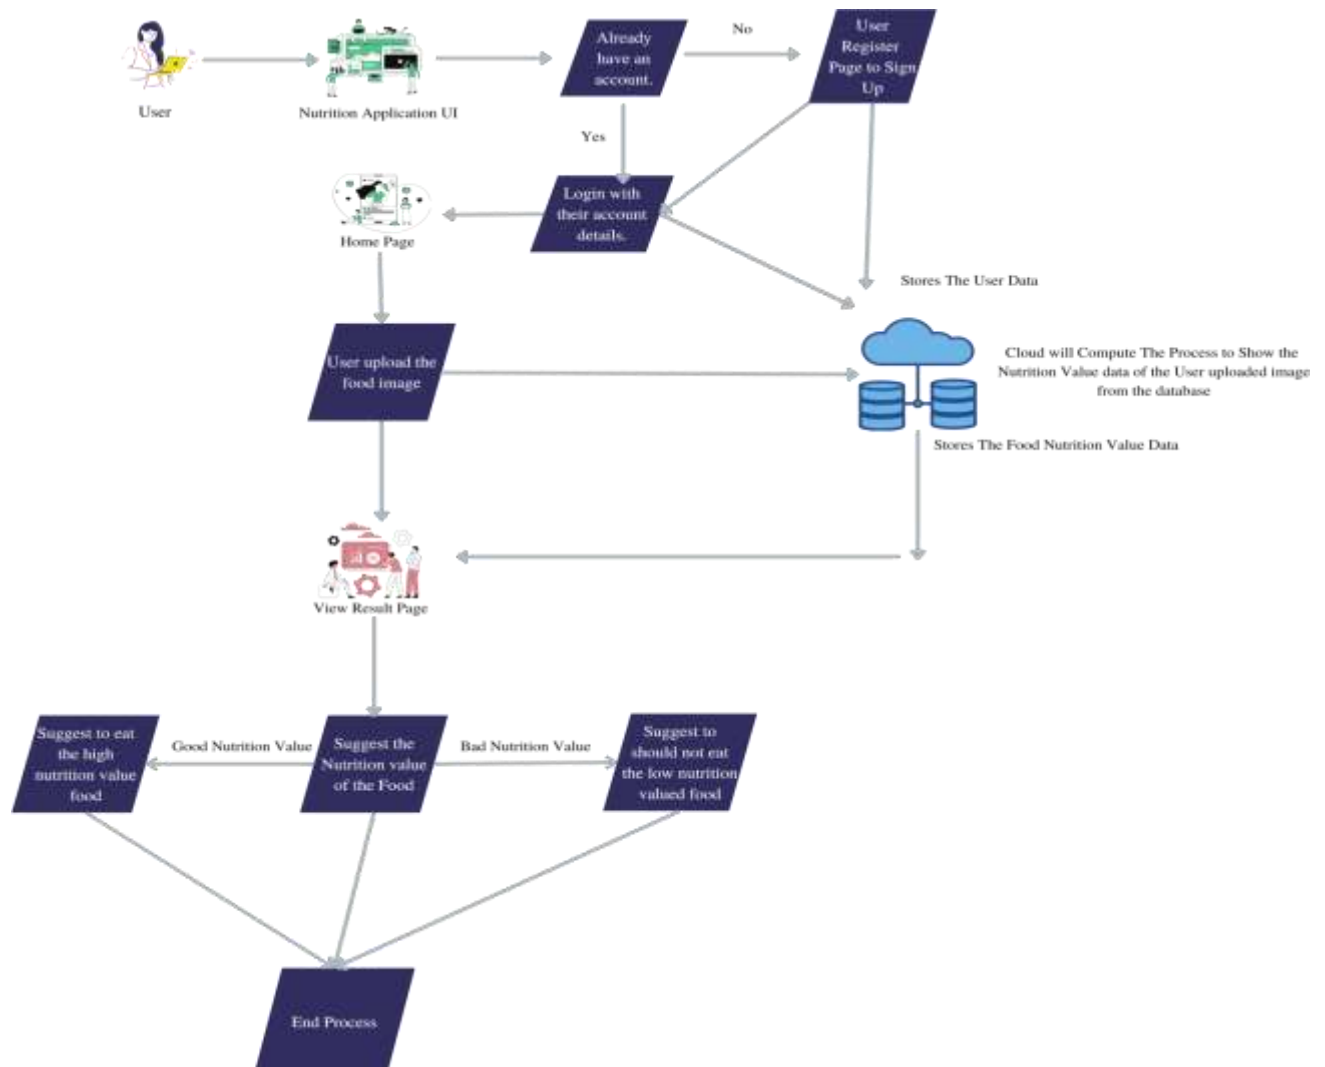 User
Nutrition Application UI
Already
have an
account.
No
User
Register
Page to Sign
Up
Yes
Login with
their account
details.
Home Page
Stores The User Data
User upload the
food image
Cloud will Compute The Process to Show the
Nutrition Value data of the User uploaded image
from the database
Stores The Food Nutrition Value Data
View Result Page
Suggest to eat
the high
nutrition value
food
Good Nutrition Value
Suggest the
Nutrition value
of the Food
Bad Nutrition Value
Suggest to
should not eat
the low nutrition
valued food
End Process